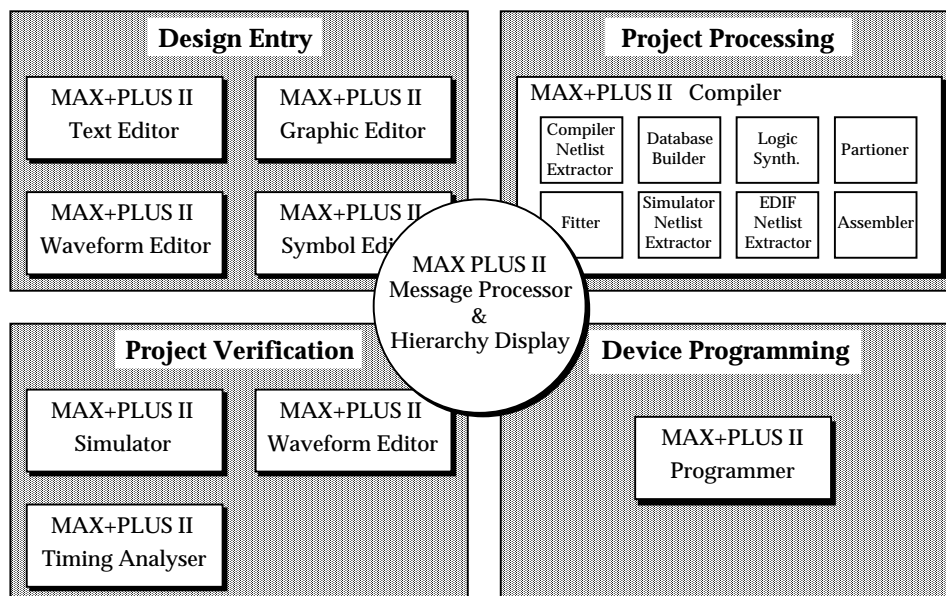 Design Entry
MAX+PLUS II
Text Editor
MAX+PLUS II
Graphic Editor
MAX+PLUS II
Waveform Editor
MAX+PLUS II
Symbol Edit
Project Processing
MAX+PLUS II Compiler
Compiler
Netlist
Extractor
Database
Builder
Logic
Synth.
Partioner
Fitter
Simulator
Netlist
Extractor
EDIF
Netlist
Extractor
Assembler
MAX PLUS II
Message Processor
&
Hierarchy Display
Project Verification
MAX+PLUS II
Simulator
MAX+PLUS II
Waveform Editor
MAX+PLUS II
Timing Analyser
Device Programming
MAX+PLUS II
Programmer